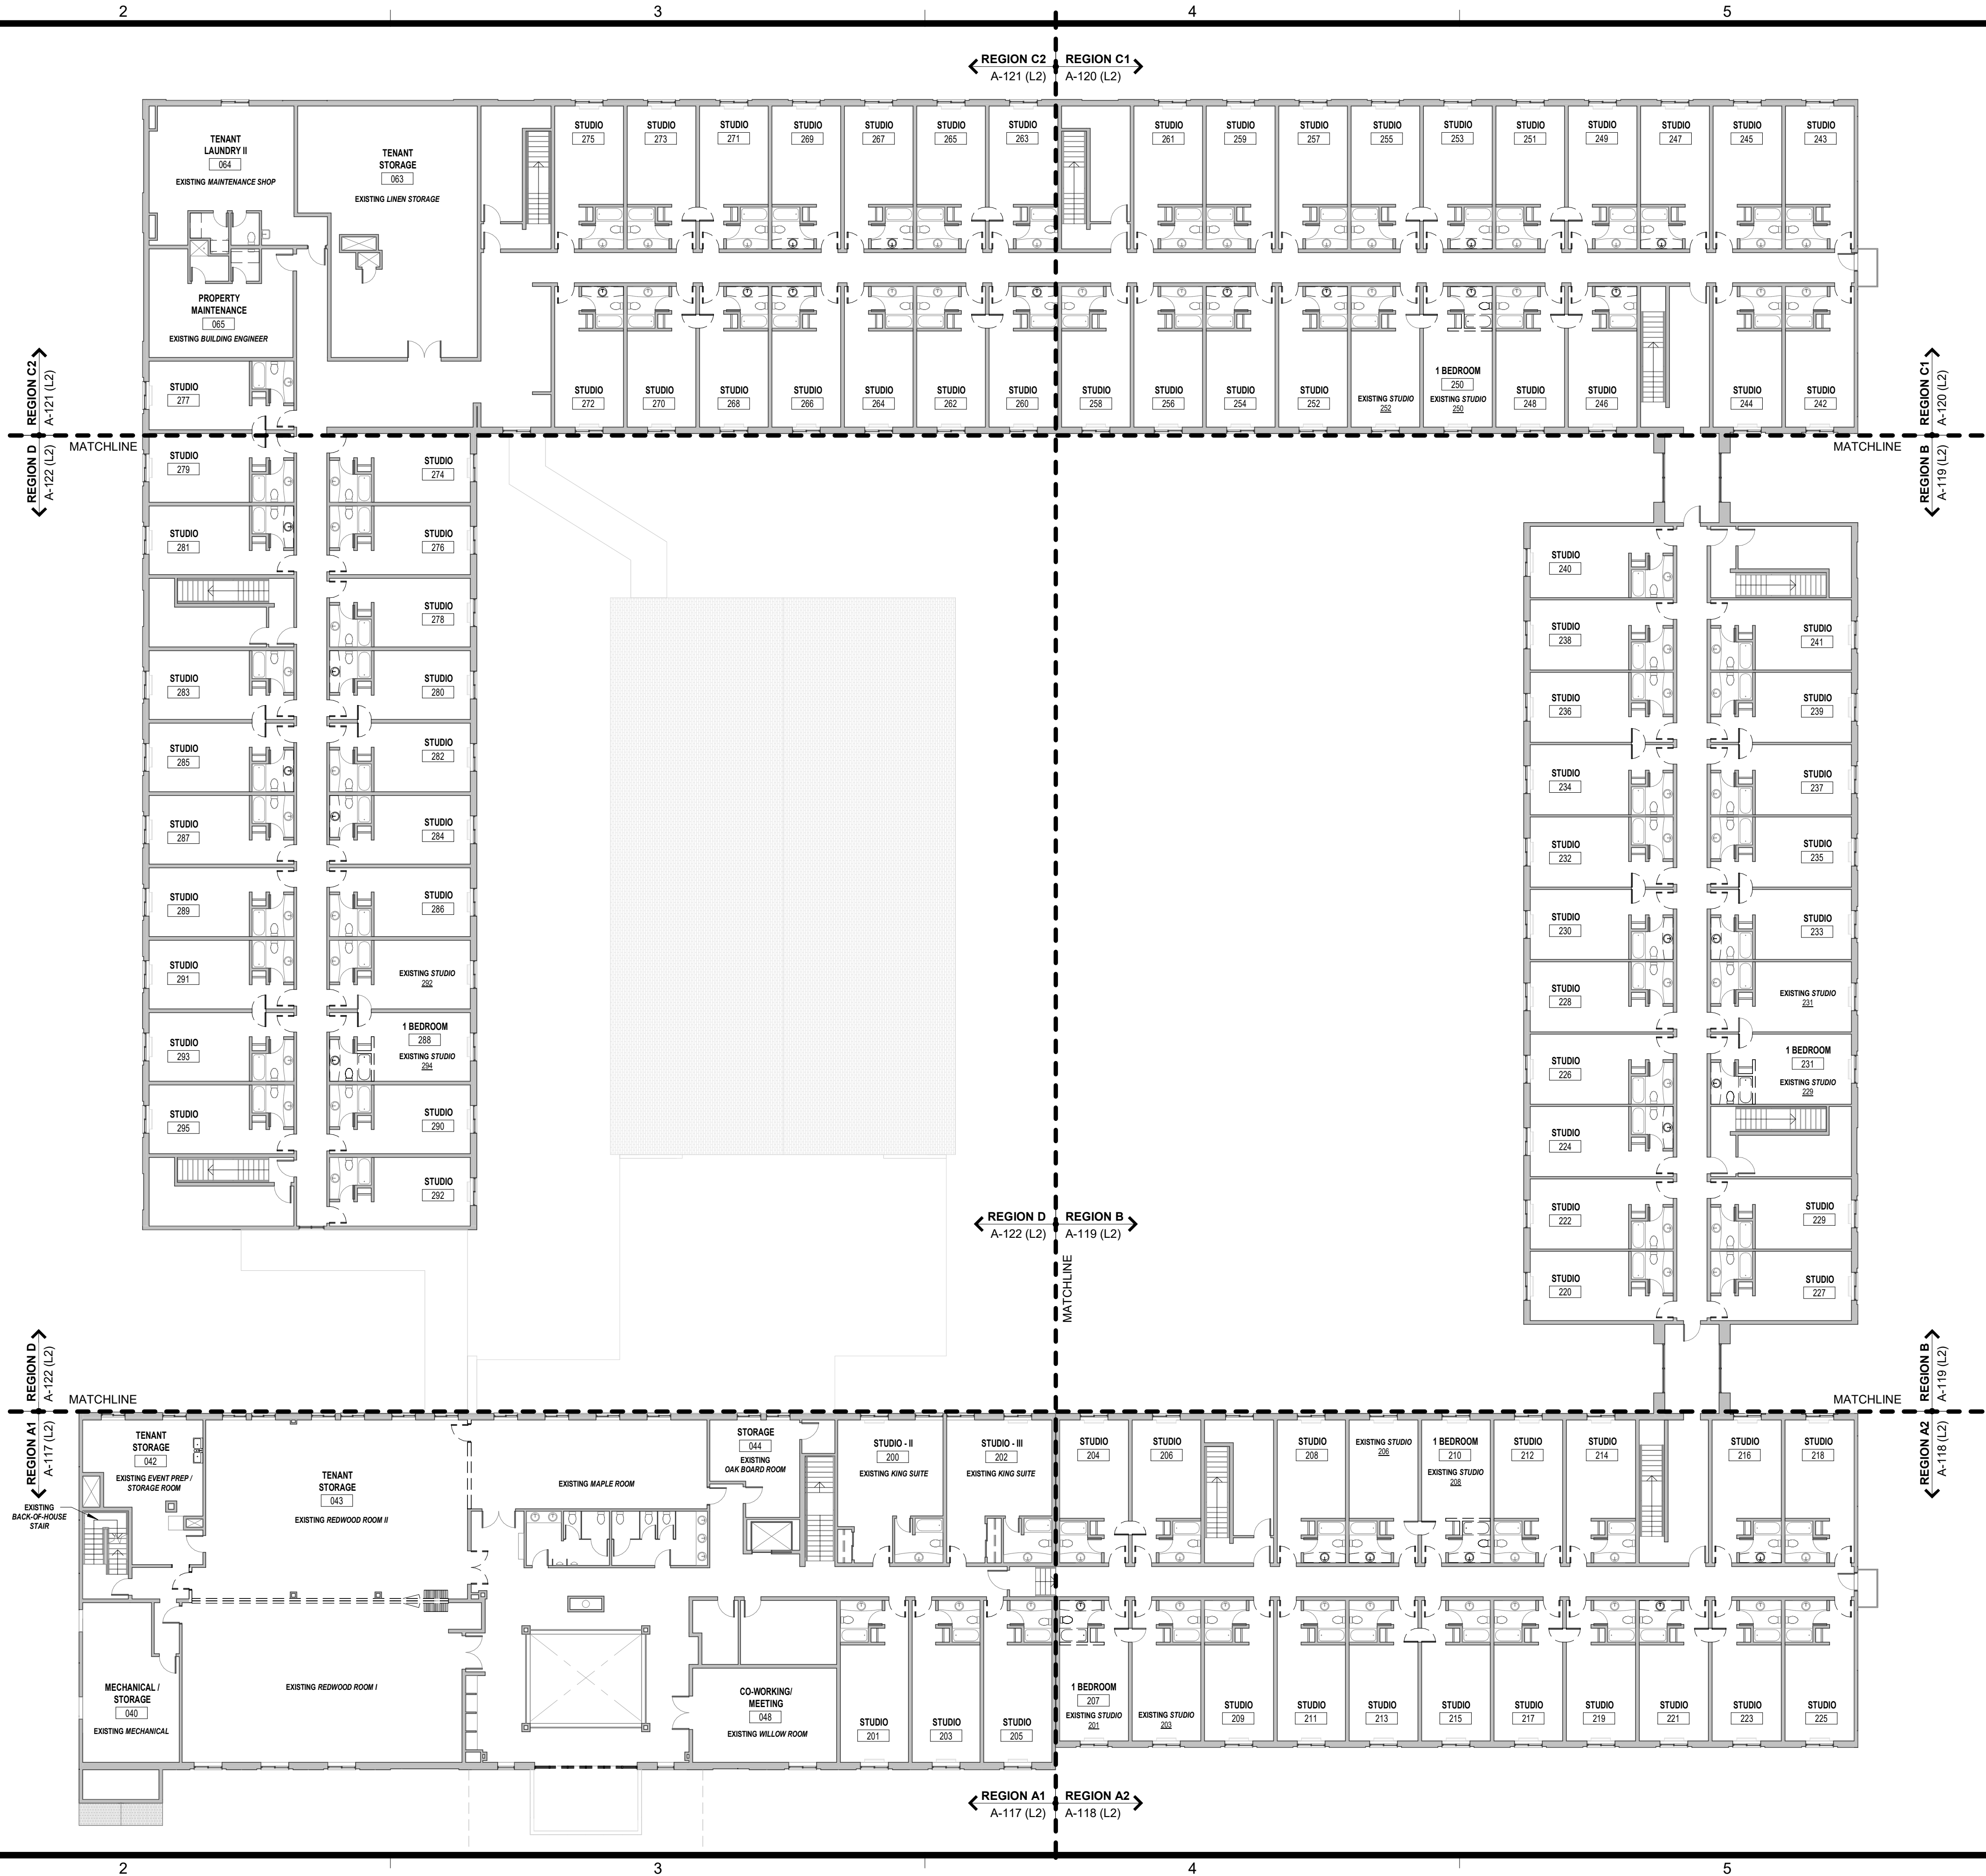 2
3
4
5
REGION C2
A-121 (L2)
REGION C1
A-120 (L2)
TENANT
LAUNDRY II
064
EXISTING MAINTENANCE SHOP
TENANT
STORAGE
063
EXISTING LINEN STORAGE
STUDIO
275
STUDIO
273
STUDIO
271
STUDIO
269
STUDIO
267
STUDIO
265
STUDIO
263
STUDIO
261
STUDIO
259
STUDIO
257
STUDIO
255
STUDIO
253
STUDIO
251
STUDIO
249
STUDIO
247
STUDIO
245
STUDIO
243
PROPERTY
MAINTENANCE
065
EXISTING BUILDING ENGINEER
STUDIO
277
STUDIO
272
STUDIO
270
STUDIO
268
STUDIO
266
STUDIO
264
STUDIO
262
STUDIO
260
STUDIO
258
STUDIO
256
STUDIO
254
STUDIO
252
EXISTING STUDIO
252
1 BEDROOM
250
EXISTING STUDIO
250
STUDIO
248
STUDIO
246
STUDIO
244
STUDIO
242
REGION C2
A-121 (L2)
REGION C1
A-120 (L2)
MATCHLINE
MATCHLINE
REGION D
A-122 (L2)
REGION B
A-119 (L2)
STUDIO
279
STUDIO
274
STUDIO
281
STUDIO
276
STUDIO
278
STUDIO
283
STUDIO
280
STUDIO
285
STUDIO
282
STUDIO
287
STUDIO
284
STUDIO
289
STUDIO
286
STUDIO
291
EXISTING STUDIO
292
STUDIO
293
1 BEDROOM
288
EXISTING STUDIO
294
STUDIO
295
STUDIO
290
STUDIO
292
STUDIO
240
STUDIO
238
STUDIO
241
STUDIO
236
STUDIO
239
STUDIO
234
STUDIO
237
STUDIO
232
STUDIO
235
STUDIO
230
STUDIO
233
STUDIO
228
EXISTING STUDIO
231
STUDIO
226
1 BEDROOM
231
EXISTING STUDIO
229
STUDIO
224
STUDIO
222
STUDIO
229
STUDIO
220
STUDIO
227
REGION D
A-122 (L2)
REGION B
A-119 (L2)
MATCHLINE
REGION D
A-122 (L2)
REGION B
A-119 (L2)
MATCHLINE
MATCHLINE
REGION A1
A-117 (L2)
REGION A2
A-118 (L2)
TENANT
STORAGE
042
EXISTING EVENT PREP /
STORAGE ROOM
EXISTING
BACK-OF-HOUSE
STAIR
TENANT
STORAGE
043
EXISTING REDWOOD ROOM II
EXISTING MAPLE ROOM
STORAGE
044
EXISTING
OAK BOARD ROOM
STUDIO - II
200
EXISTING KING SUITE
STUDIO - III
202
EXISTING KING SUITE
STUDIO
204
STUDIO
206
STUDIO
208
EXISTING STUDIO
206
1 BEDROOM
210
EXISTING STUDIO
208
STUDIO
212
STUDIO
214
STUDIO
216
STUDIO
218
MECHANICAL /
STORAGE
040
EXISTING MECHANICAL
EXISTING REDWOOD ROOM I
CO-WORKING/
MEETING
048
EXISTING WILLOW ROOM
STUDIO
201
STUDIO
203
STUDIO
205
1 BEDROOM
207
EXISTING STUDIO
201
EXISTING STUDIO
203
STUDIO
209
STUDIO
211
STUDIO
213
STUDIO
215
STUDIO
217
STUDIO
219
STUDIO
221
STUDIO
223
STUDIO
225
REGION A1
A-117 (L2)
REGION A2
A-118 (L2)
2
3
4
5